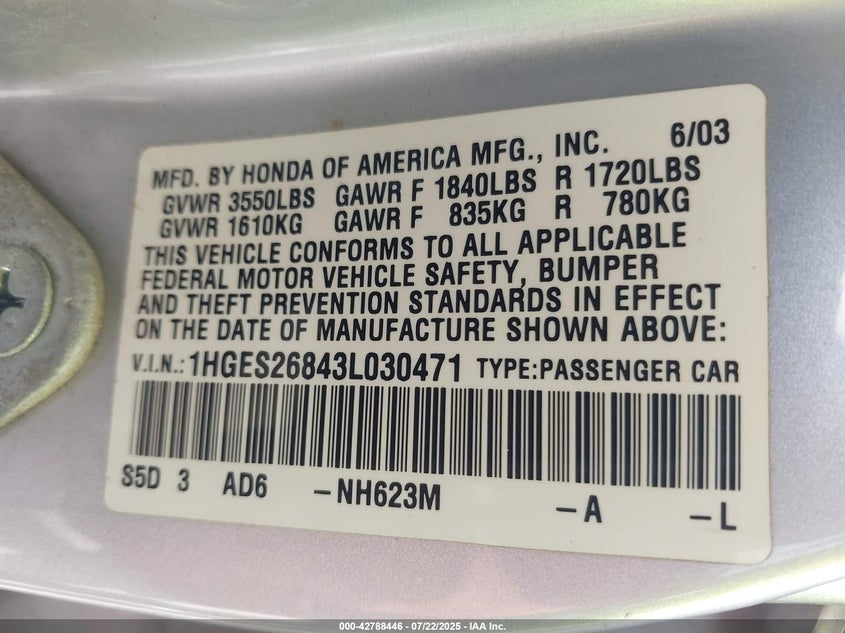 MFD. BY HONDA OF AMERICA MFG., INC. 6/03
GVWR 3550LBS GAWR F 1840LBS R 1720LBS
GVWR 1610KG GAWR F 835KG R 780KG
THIS VEHICLE CONFORMS TO ALL APPLICABLE
FEDERAL MOTOR VEHICLE SAFETY, BUMPER
AND THEFT PREVENTION STANDARDS IN EFFECT
ON THE DATE OF MANUFACTURE SHOWN ABOVE:
V.I.N.: 1HGES26843L030471 TYPE:PASSENGER CAR
S5D 3 AD6 -NH623M -A -L
000-42788446 - 07/22/2025 - IAA Inc.